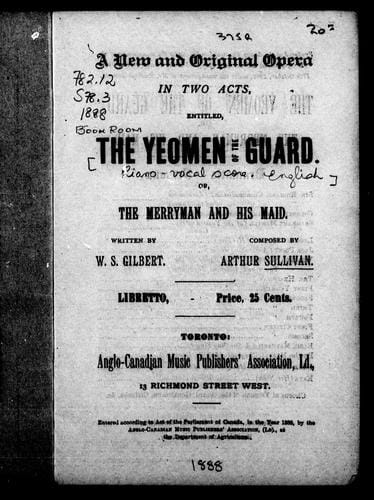 375a
20²
A New and Original Opera
782.12
S78.3
1888
IN TWO ACTS,
ENTITLED,
Book Room
THE YEOMEN OF THE GUARD.
[Piano-vocal score. English]
OR,
THE MERRYMAN AND HIS MAID.
WRITTEN BY COMPOSED BY
W. S. GILBERT. ARTHUR SULLIVAN.
LIBRETTO, - Price, 25 Cents.
TORONTO:
Anglo-Canadian Music Publishers' Association, Ld.,
13 RICHMOND STREET WEST.
Entered according to Act of the Parliament of Canada, in the Year 1888, by the
ANGLO-CANADIAN MUSIC PUBLISHERS' ASSOCIATION, (Ld), at
the Department of Agriculture.
1888